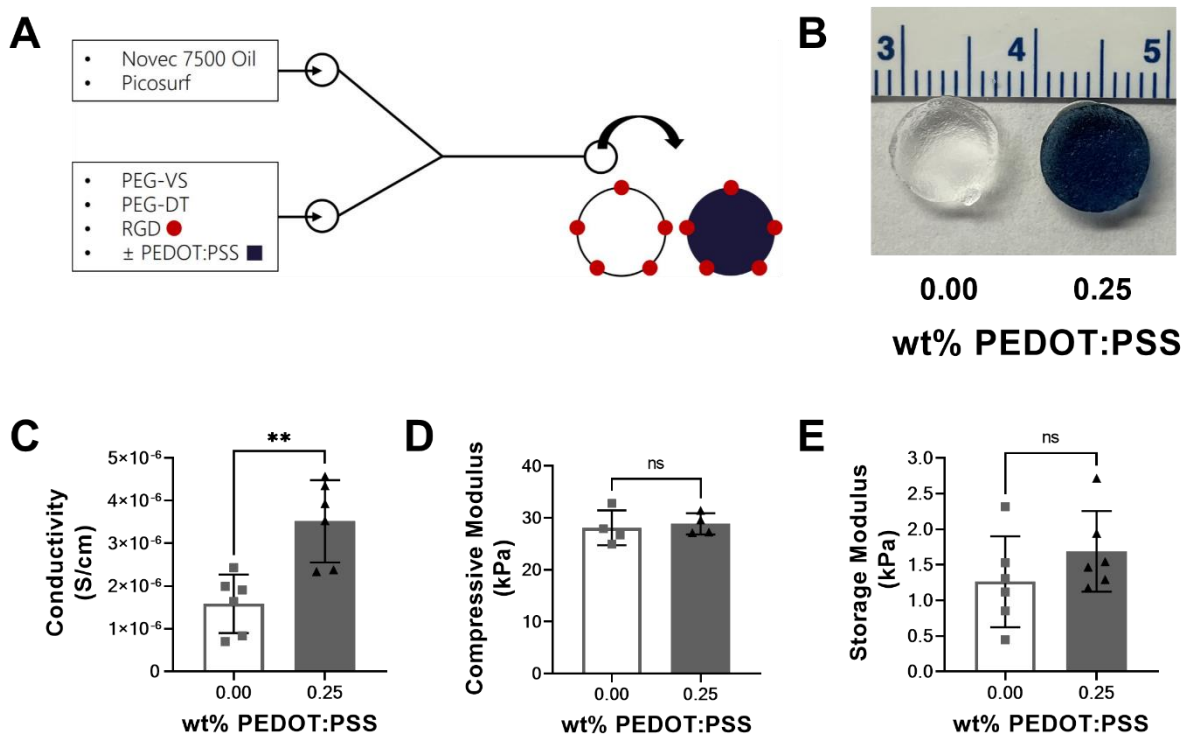 A
• Novec 7500 Oil
• Picosurf
• PEG-VS
• PEG-DT
• RGD
• ± PEDOT:PSS
B
3 4 5
0.00 0.25
wt% PEDOT:PSS
C
Conductivity
(S/cm)
5×10⁻⁶
4×10⁻⁶
3×10⁻⁶
2×10⁻⁶
1×10⁻⁶
0
**
0.00 0.25
wt% PEDOT:PSS
D
Compressive Modulus
(kPa)
40
30
20
10
0
ns
0.00 0.25
wt% PEDOT:PSS
E
Storage Modulus
(kPa)
3.0
2.5
2.0
1.5
1.0
0.5
0.0
ns
0.00 0.25
wt% PEDOT:PSS